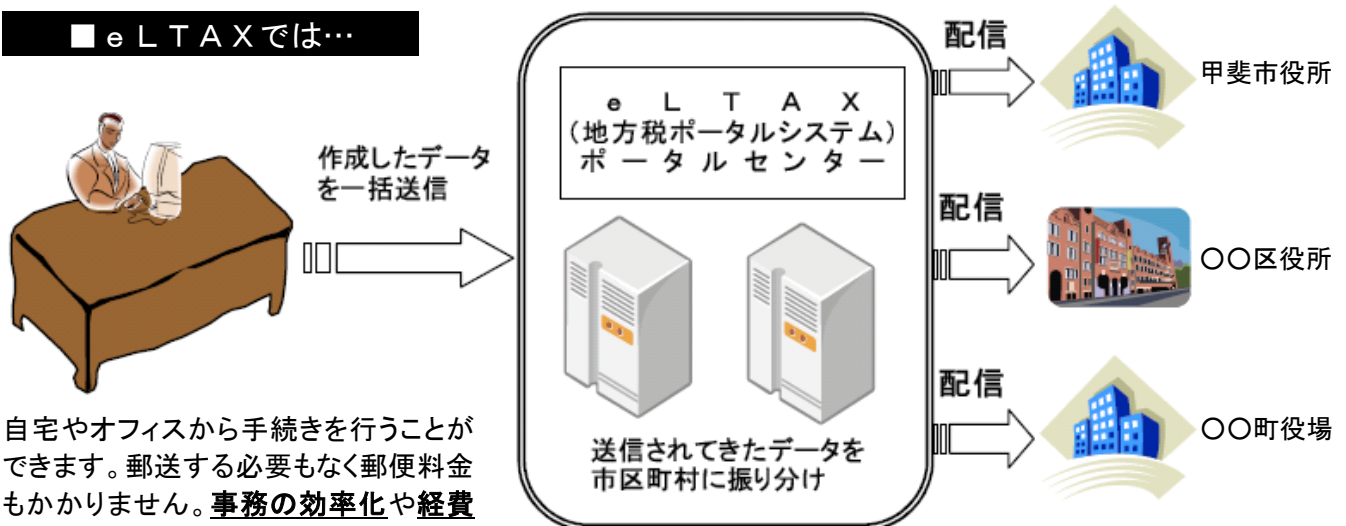 ■eLTAXでは…
作成したデータ
を一括送信
eLTAX
(地方税ポータルシステム)
ポータルセンター
送信されてきたデータを
市区町村に振り分け
配信
甲斐市役所
配信
〇〇区役所
配信
〇〇町役場
自宅やオフィスから手続きを行うことが
できます。郵送する必要もなく郵便料金
もかかりません。事務の効率化や経費